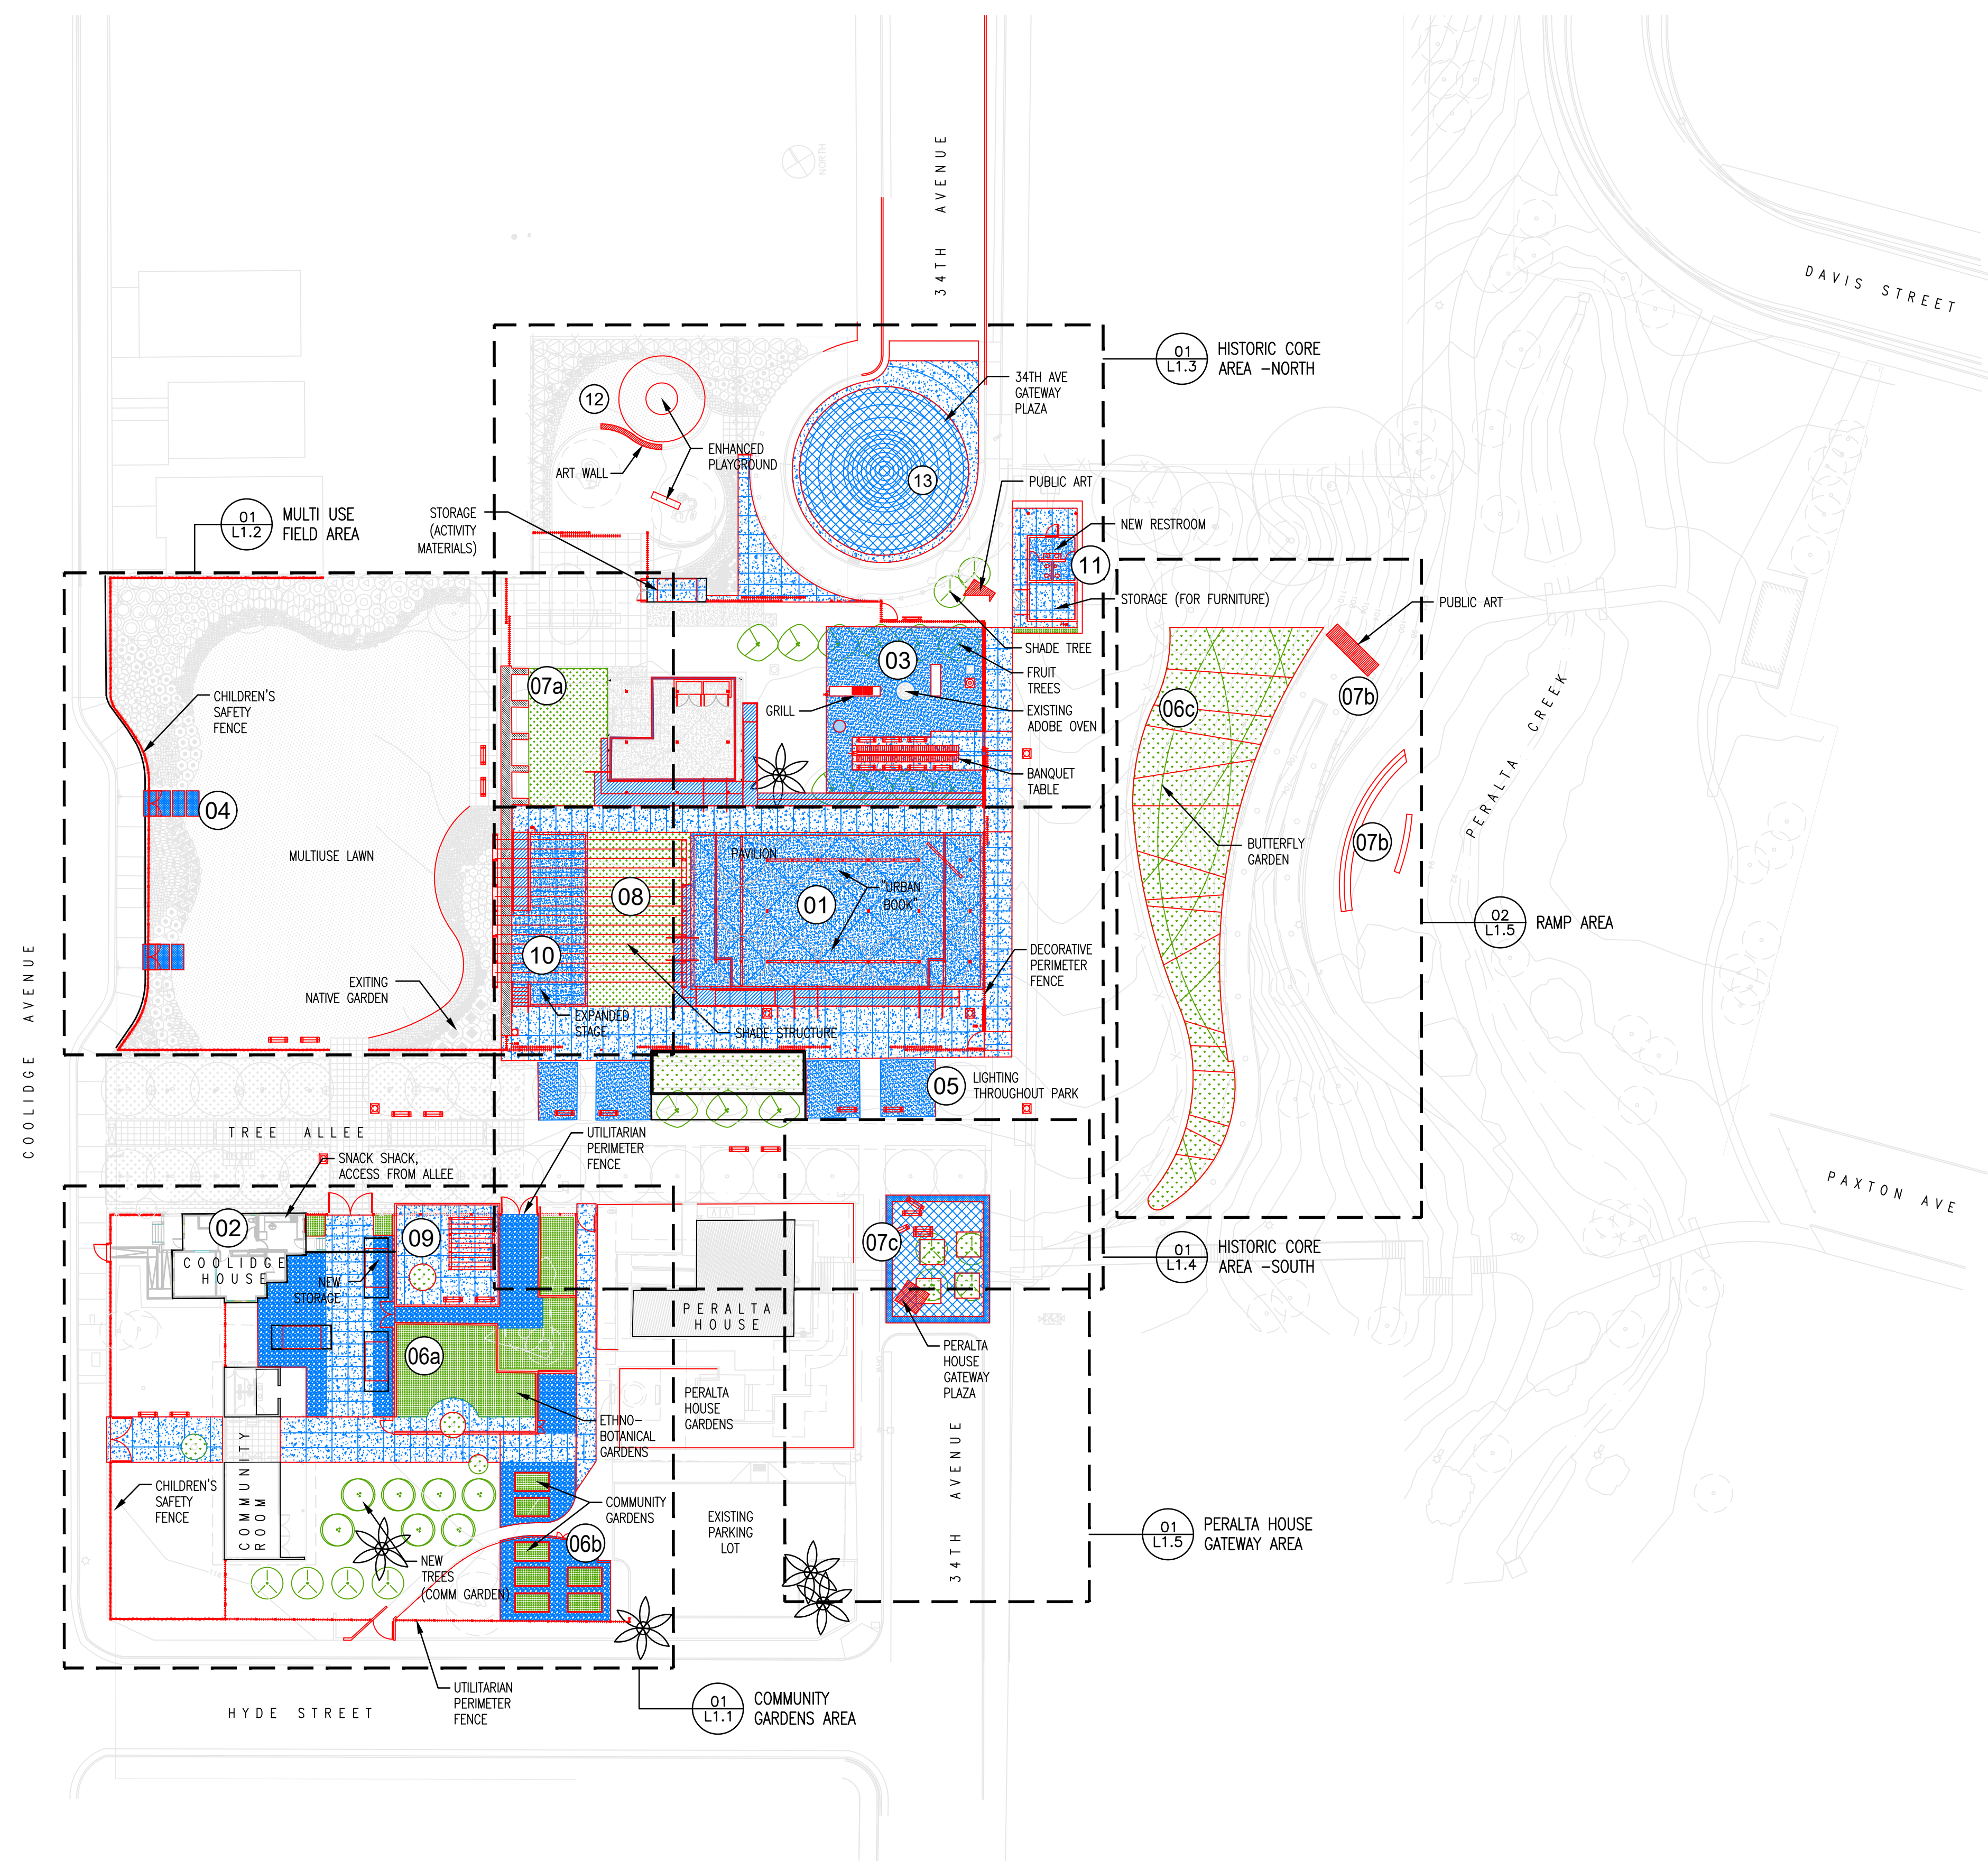 34TH AVENUE
NORTH
DAVIS STREET
01
L1.3
HISTORIC CORE
AREA -NORTH
34TH AVE
GATEWAY
PLAZA
12
ENHANCED
PLAYGROUND
ART WALL
13
PUBLIC ART
01
L1.2
MULTI USE
FIELD AREA
STORAGE
(ACTIVITY
MATERIALS)
NEW RESTROOM
11
STORAGE (FOR FURNITURE)
PUBLIC ART
SHADE TREE
03
FRUIT
TREES
07a
07b
06c
CHILDREN'S
SAFETY
FENCE
GRILL
EXISTING
ADOBE OVEN
PERALTA CREEK
BANQUET
TABLE
04
MULTIUSE LAWN
PAVILION
07b
BUTTERFLY
GARDEN
08
01
"URBAN
BOOK"
02
L1.5
RAMP AREA
10
DECORATIVE
PERIMETER
FENCE
EXITING
NATIVE GARDEN
COOLIDGE AVENUE
EXPANDED
STAGE
SHADE STRUCTURE
05
LIGHTING
THROUGHOUT PARK
TREE ALLEE
UTILITARIAN
PERIMETER
FENCE
SNACK SHACK,
ACCESS FROM ALLEE
PAXTON AVE
02
09
07c
COOLIDGE
HOUSE
01
L1.4
HISTORIC CORE
AREA -SOUTH
NEW
STORAGE
PERALTA
HOUSE
06a
PERALTA
HOUSE
GATEWAY
PLAZA
PERALTA
HOUSE
GARDENS
ETHNO-
BOTANICAL
GARDENS
34TH AVENUE
COMMUNITY
ROOM
CHILDREN'S
SAFETY
FENCE
COMMUNITY
GARDENS
EXISTING
PARKING
LOT
01
L1.5
PERALTA HOUSE
GATEWAY AREA
06b
NEW
TREES
(COMM GARDEN)
UTILITARIAN
PERIMETER
FENCE
HYDE STREET
01
L1.1
COMMUNITY
GARDENS AREA